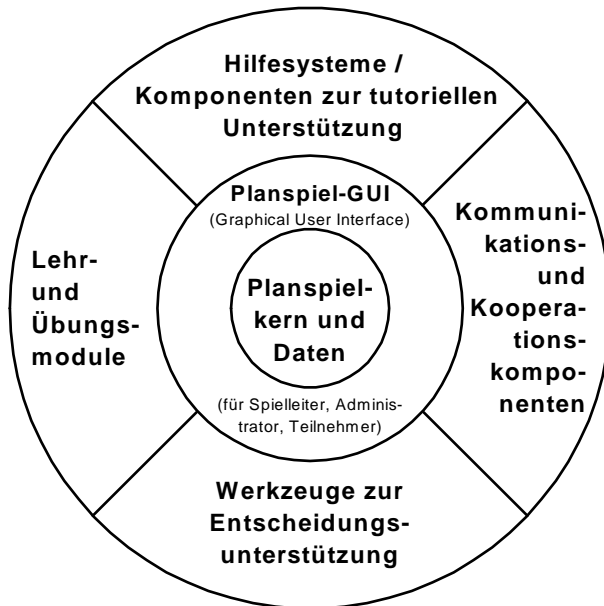 Hilfesysteme /
Komponenten zur tutoriellen
Unterstützung
Planspiel-GUI
(Graphical User Interface)
Planspiel-
kern und
Daten
(für Spielleiter, Adminis-
trator, Teilnehmer)
Lehr-
und
Übungs-
module
Kommuni-
kations-
und
Koopera-
tions-
kompo-
nenten
Werkzeuge zur
Entscheidungs-
unterstützung